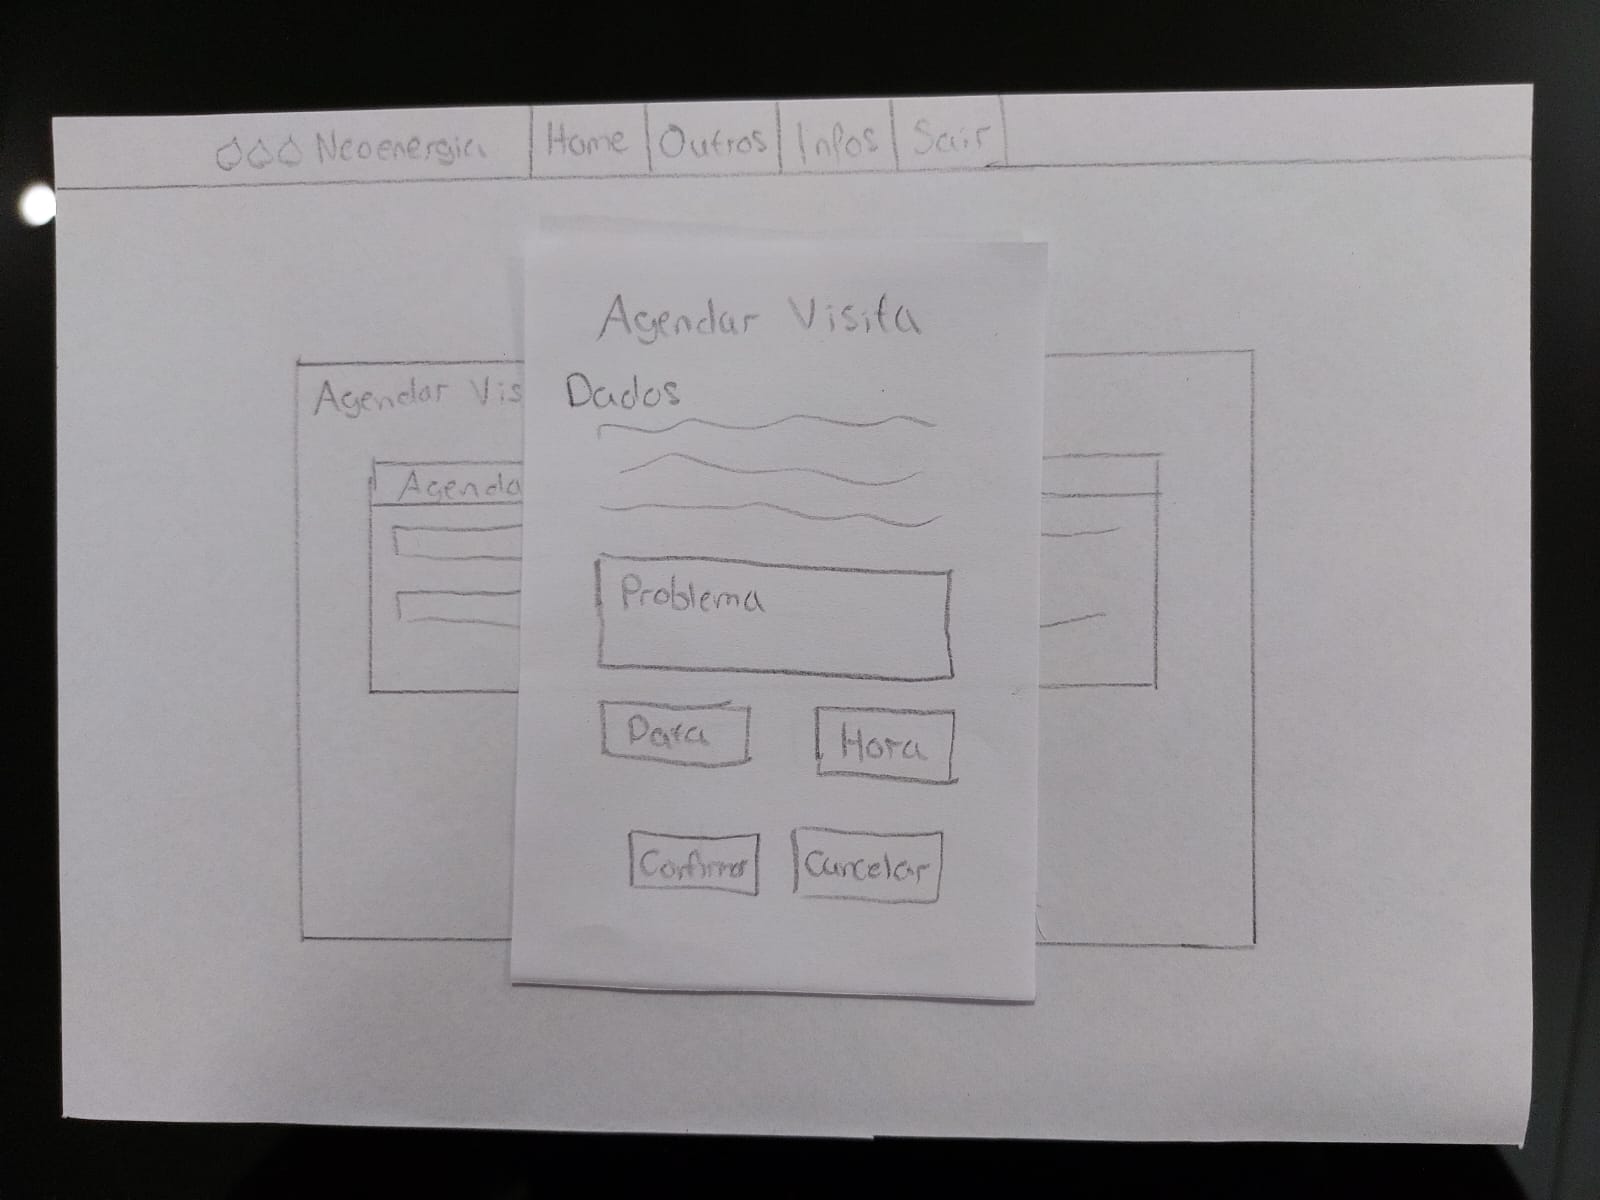 Neoenergia Home Outros Infos Sair
Agendar Visita
Dados
Agendar Vis
Agenda
Problema
Data Hora
Confirmar Cancelar